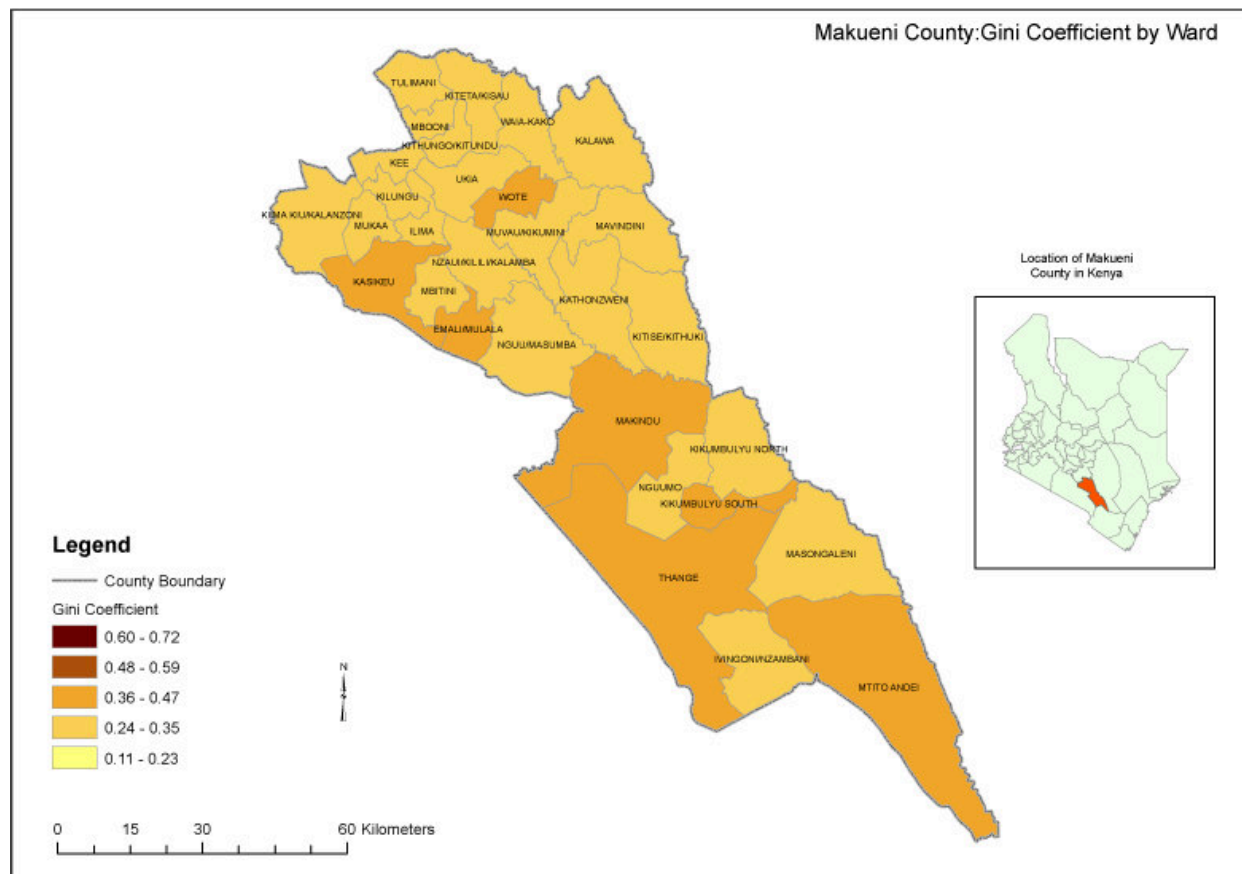 Makueni County:Gini Coefficient by Ward
TULIMANI
KITETA/KISAU
MBOONI
WAIA-KAKO
KITHUNGO/KITUNDU
KALAWA
KEE
UKIA
KILUNGU
WOTE
KIIMA KIU/KALANZONI
MUKAA
ILIMA
MUVAU/KIKUMINI
MAVINDINI
NZAUI/KILILI/KALAMBA
KASIKEU
MBITINI
KATHONZWENI
EMALI/MULALA
NGUU/MASUMBA
KITISE/KITHUKI
MAKINDU
KIKUMBULYU NORTH
NGUUMO
KIKUMBULYU SOUTH
MASONGALENI
THANGE
IVINGONI/NZAMBANI
MTITO ANDEI
Location of Makueni
County in Kenya
Legend
County Boundary
Gini Coefficient
0.60 - 0.72
0.48 - 0.59
0.36 - 0.47
0.24 - 0.35
0.11 - 0.23
N
0 15 30 60 Kilometers